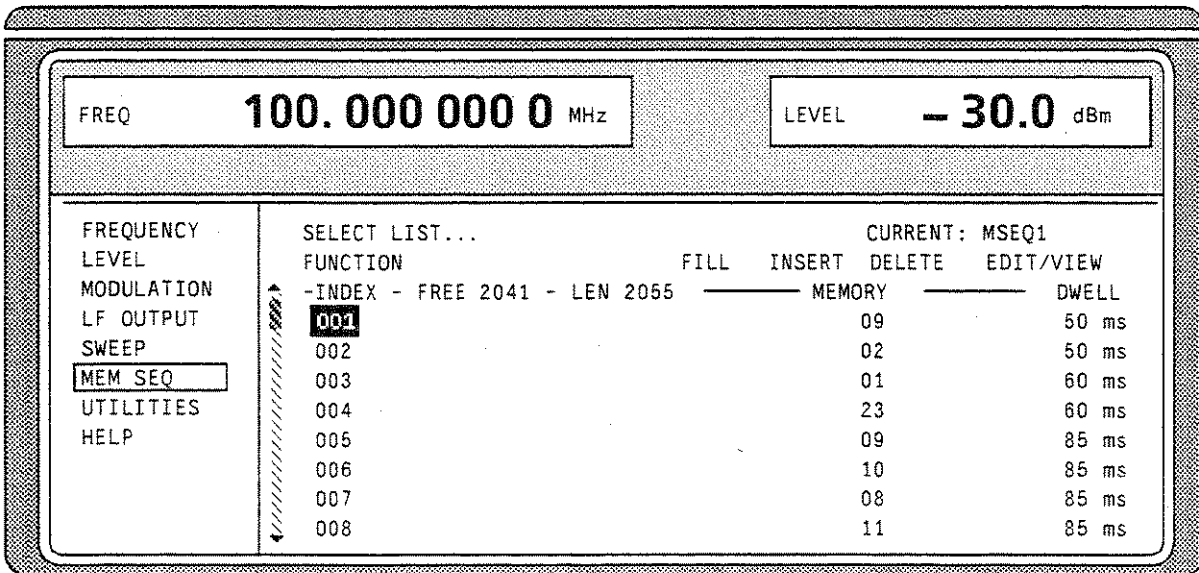 FREQ 100. 000 000 0 MHz LEVEL – 30.0 dBm
FREQUENCY
LEVEL
MODULATION
LF OUTPUT
SWEEP
MEM SEQ
UTILITIES
HELP
SELECT LIST... CURRENT: MSEQ1
FUNCTION FILL INSERT DELETE EDIT/VIEW
-INDEX - FREE 2041 - LEN 2055 MEMORY DWELL
001 09 50 ms
002 02 50 ms
003 01 60 ms
004 23 60 ms
005 09 85 ms
006 10 85 ms
007 08 85 ms
008 11 85 ms